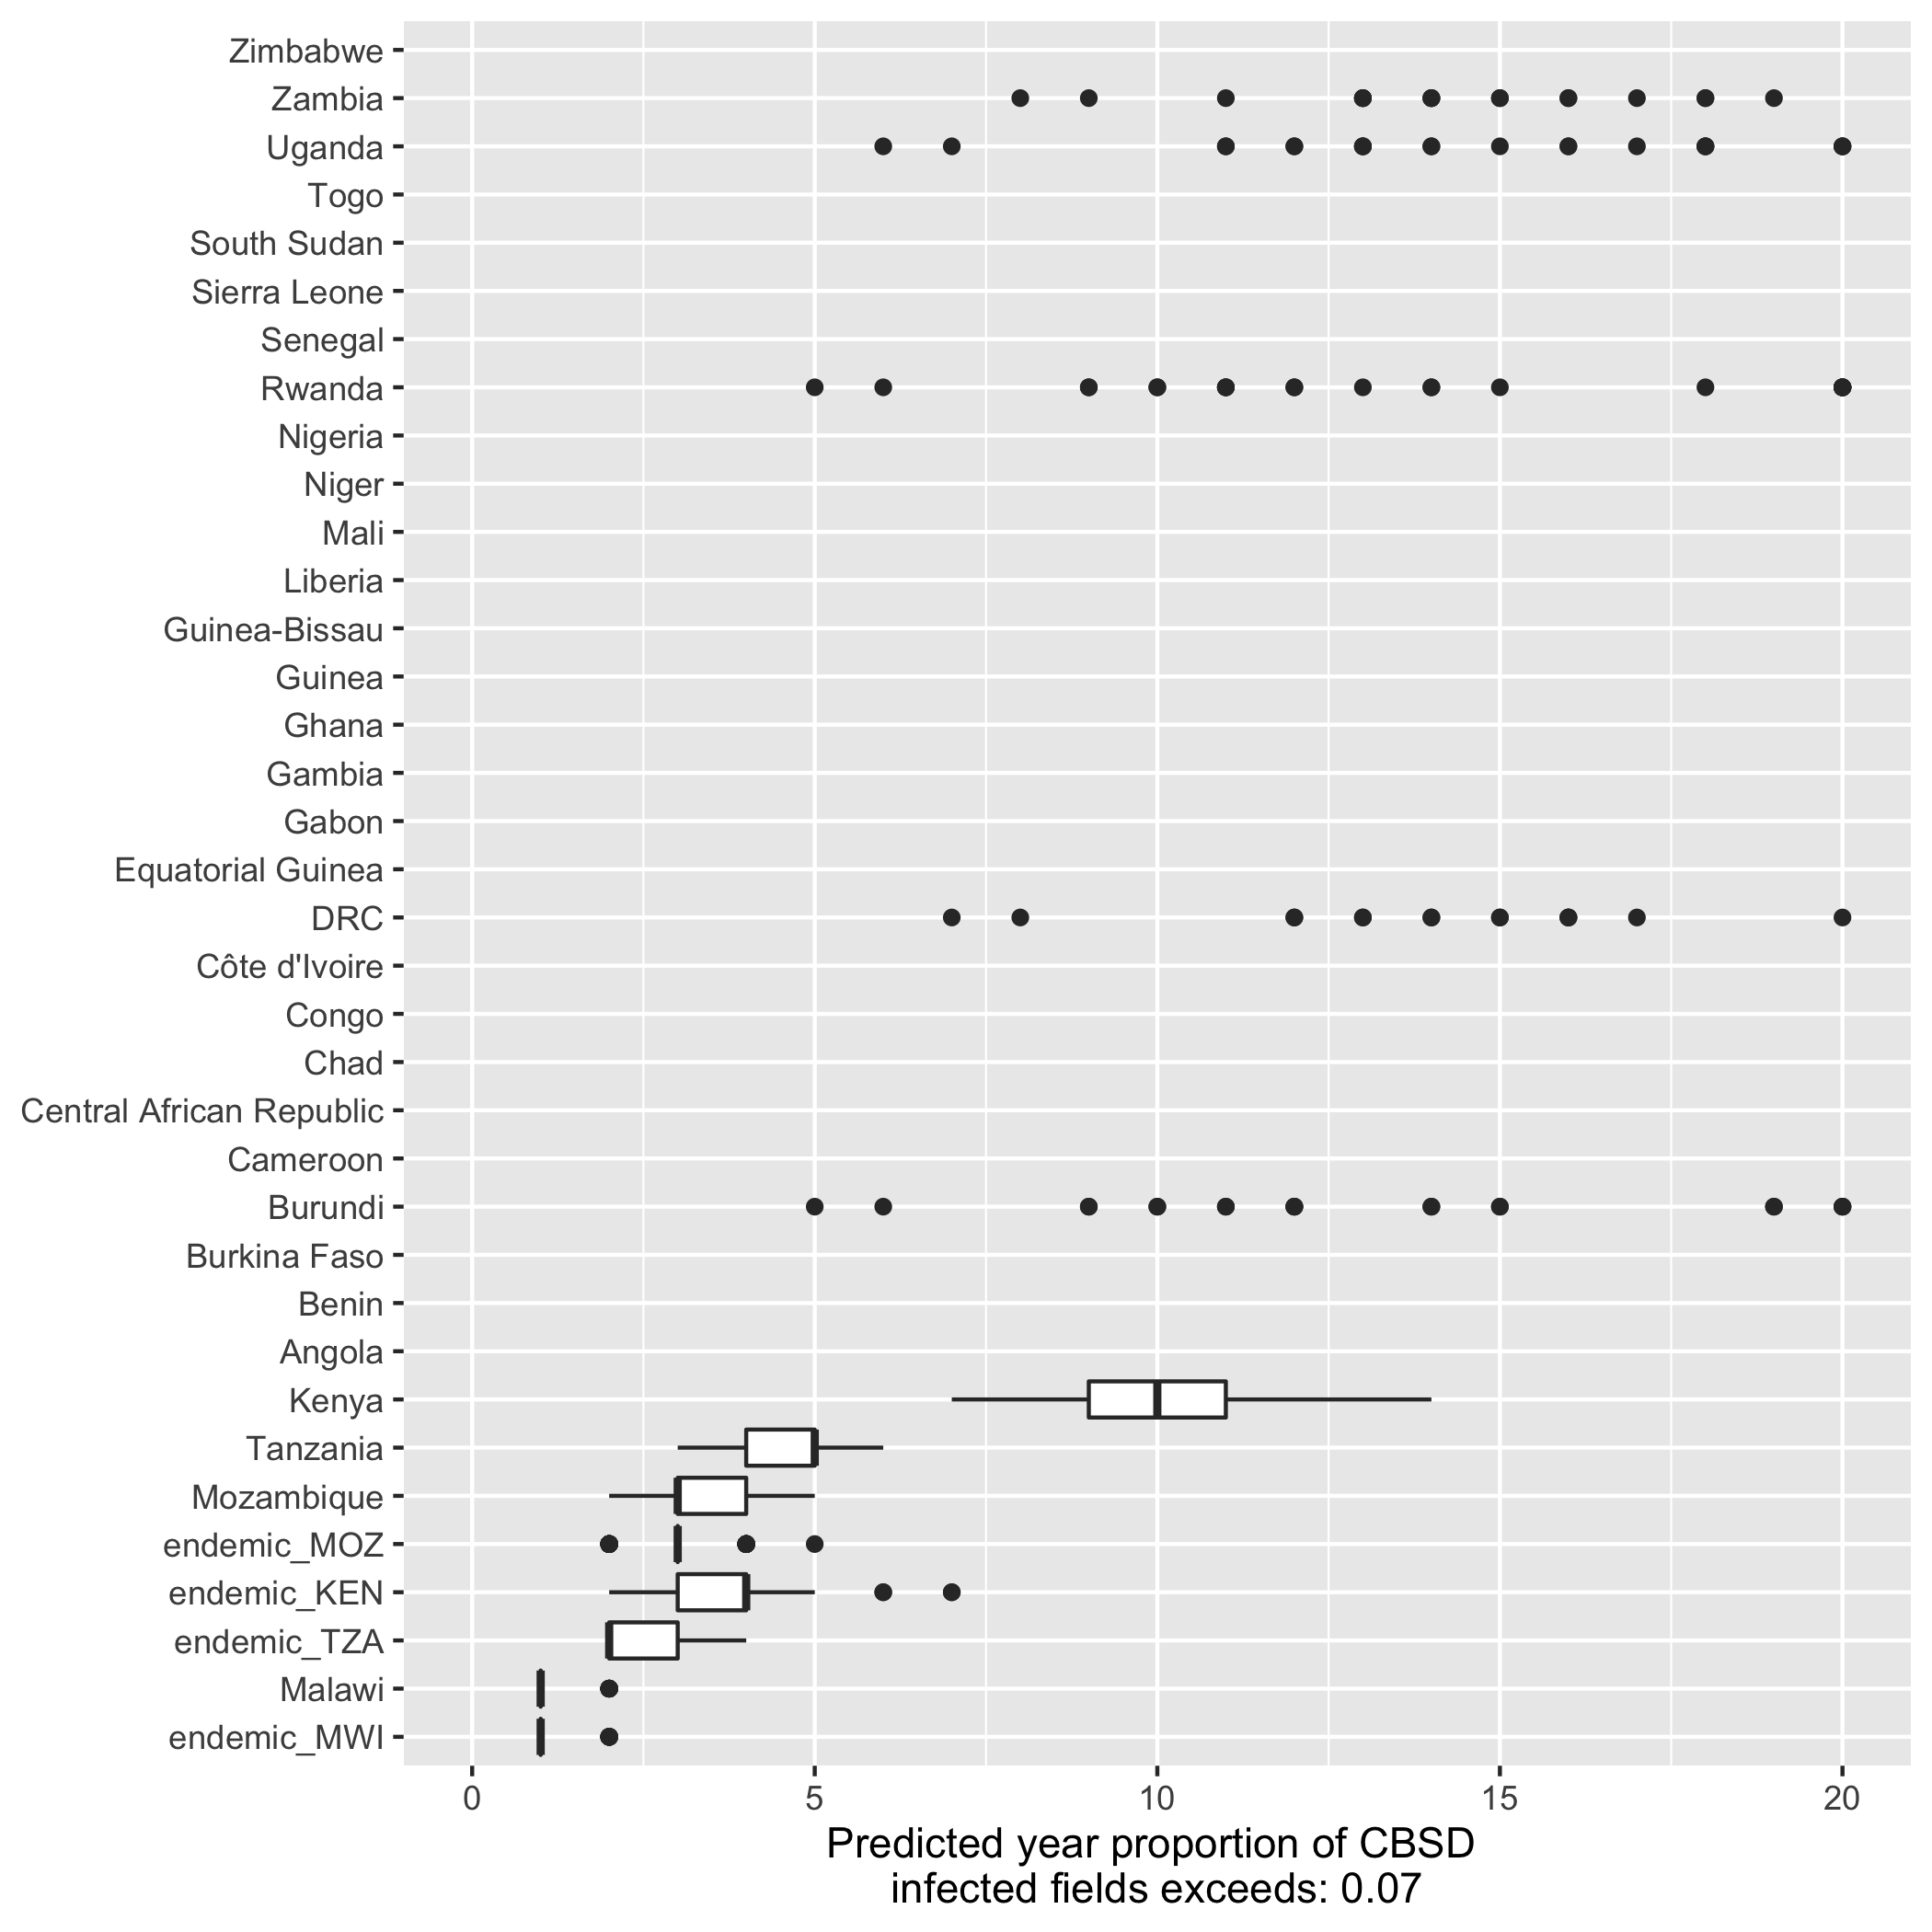 Zimbabwe
Zambia
Uganda
Togo
South Sudan
Sierra Leone
Senegal
Rwanda
Nigeria
Niger
Mali
Liberia
Guinea-Bissau
Guinea
Ghana
Gambia
Gabon
Equatorial Guinea
DRC
Côte d'Ivoire
Congo
Chad
Central African Republic
Cameroon
Burundi
Burkina Faso
Benin
Angola
Kenya
Tanzania
Mozambique
endemic_MOZ
endemic_KEN
endemic_TZA
Malawi
endemic_MWI
0 5 10 15 20
Predicted year proportion of CBSD
infected fields exceeds: 0.07